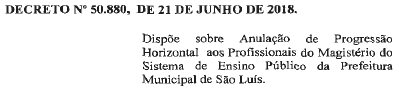 DECRETO Nº 50.880, DE 21 DE JUNHO DE 2018.
Dispõe sobre Anulação de Progressão
Horizontal aos Profissionais do Magistério do
Sistema de Ensino Público da Prefeitura
Municipal de São Luís.